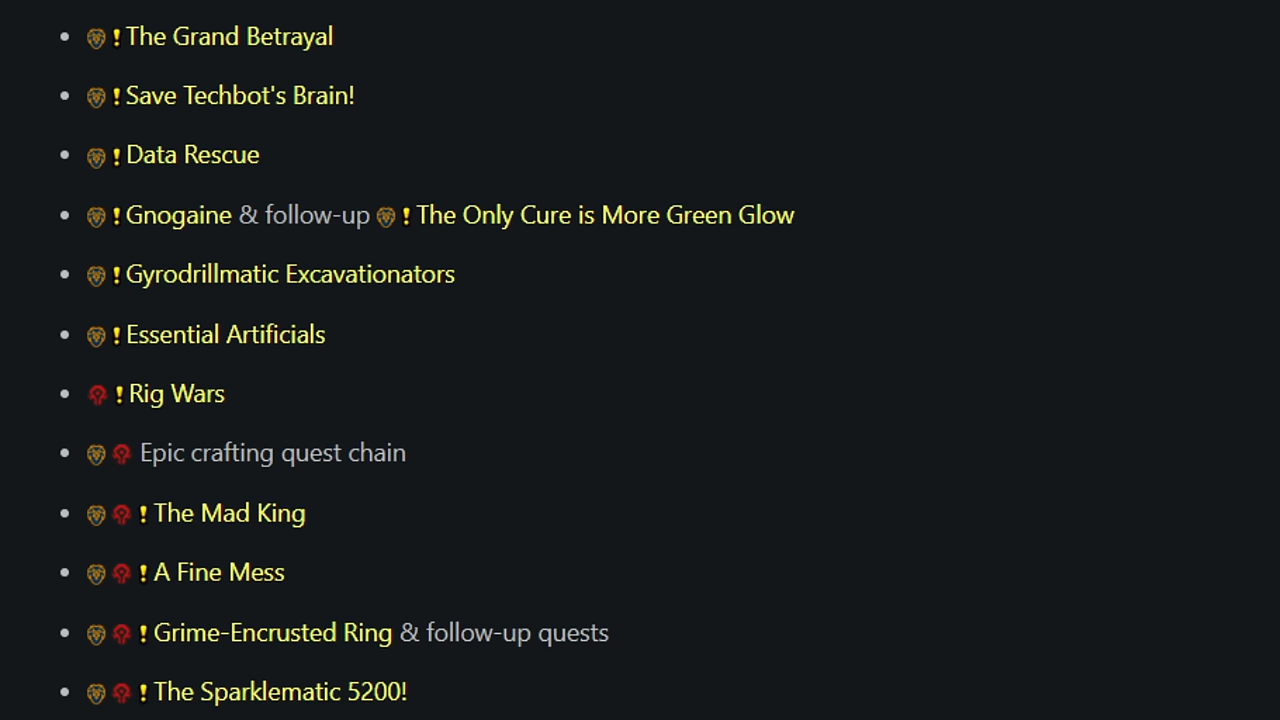 The Grand Betrayal
Save Techbot's Brain!
Data Rescue
Gnogaine & follow-up The Only Cure is More Green Glow
Gyrodrillmatic Excavationators
Essential Artificials
Rig Wars
Epic crafting quest chain
The Mad King
A Fine Mess
Grime-Encrusted Ring & follow-up quests
The Sparklematic 5200!